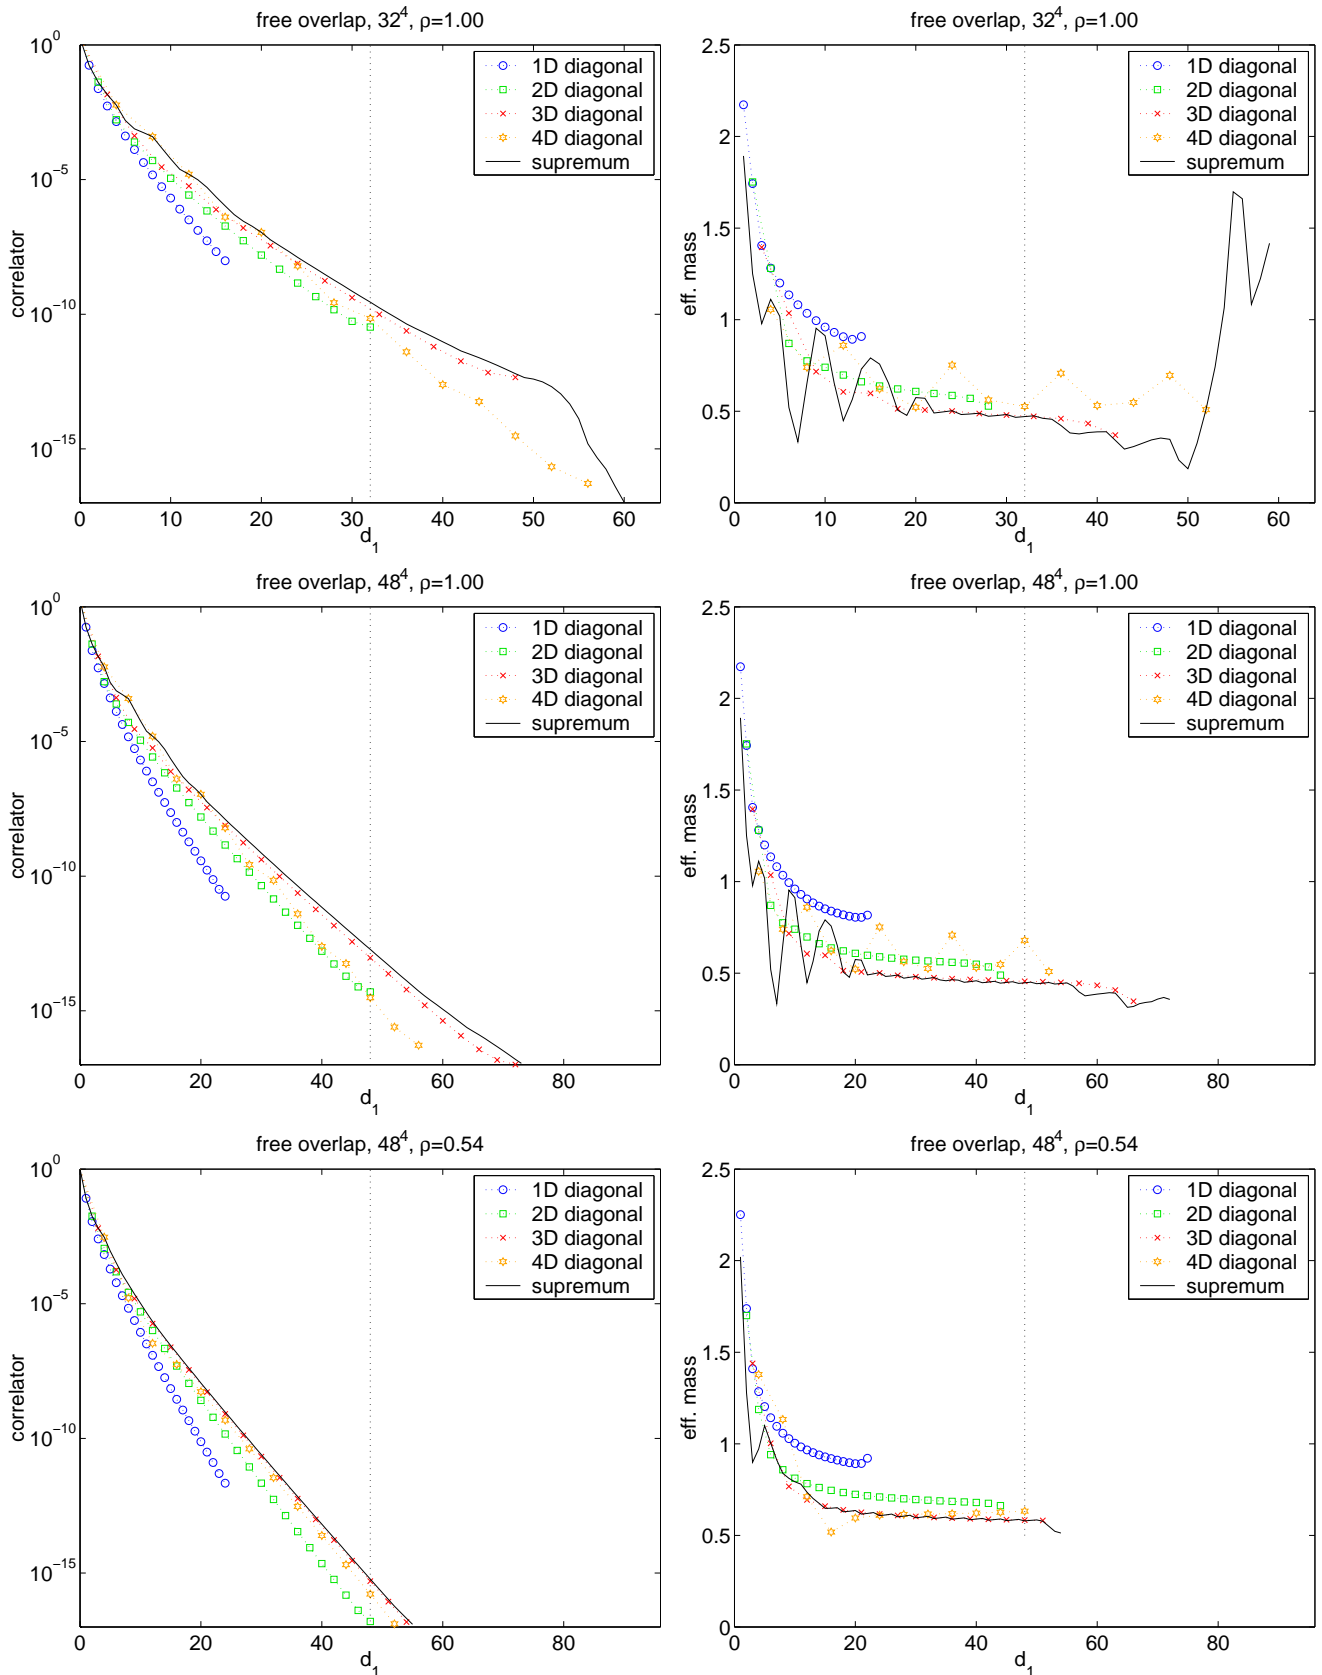 free overlap, 32^4, ρ=1.00
correlator
10^0
10^-5
10^-10
10^-15
1D diagonal
2D diagonal
3D diagonal
4D diagonal
supremum
0 10 20 30 40 50 60
d_1
free overlap, 32^4, ρ=1.00
eff. mass
2.5
2
1.5
1
0.5
0
1D diagonal
2D diagonal
3D diagonal
4D diagonal
supremum
0 10 20 30 40 50 60
d_1
free overlap, 48^4, ρ=1.00
correlator
10^0
10^-5
10^-10
10^-15
1D diagonal
2D diagonal
3D diagonal
4D diagonal
supremum
0 20 40 60 80
d_1
free overlap, 48^4, ρ=1.00
eff. mass
2.5
2
1.5
1
0.5
0
1D diagonal
2D diagonal
3D diagonal
4D diagonal
supremum
0 20 40 60 80
d_1
free overlap, 48^4, ρ=0.54
correlator
10^0
10^-5
10^-10
10^-15
1D diagonal
2D diagonal
3D diagonal
4D diagonal
supremum
0 20 40 60 80
d_1
free overlap, 48^4, ρ=0.54
eff. mass
2.5
2
1.5
1
0.5
0
1D diagonal
2D diagonal
3D diagonal
4D diagonal
supremum
0 20 40 60 80
d_1